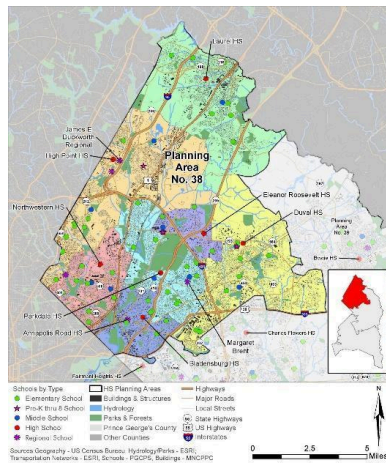 Laurel HS
James E
Duckworth
Regional
High Point HS
Planning
Area
No. 38
Northwestern HS
Eleanor Roosevelt HS
Duval HS
Planning
Area
Bowie HS
Parkdale HS
Annapolis Road HS
Margaret
Brent
Bladensburg HS
Charles Flowers HS
Fairmont Heights HS
Schools by Type
Elementary School
Pre-K thru 8 School
Middle School
High School
Regional School
HS Planning Areas
Buildings & Structures
Hydrology
Parks & Forests
Prince George's County
Other Counties
Highways
Major Roads
Local Streets
State Highways
US Highways
Interstates
N
Sources Geography - US Census Bureau Hydrology/Parks - ESRI,
Transportation Networks - ESRI, Schools - PGCPS, Buildings - MNCPPC
0 2.5 5
Miles